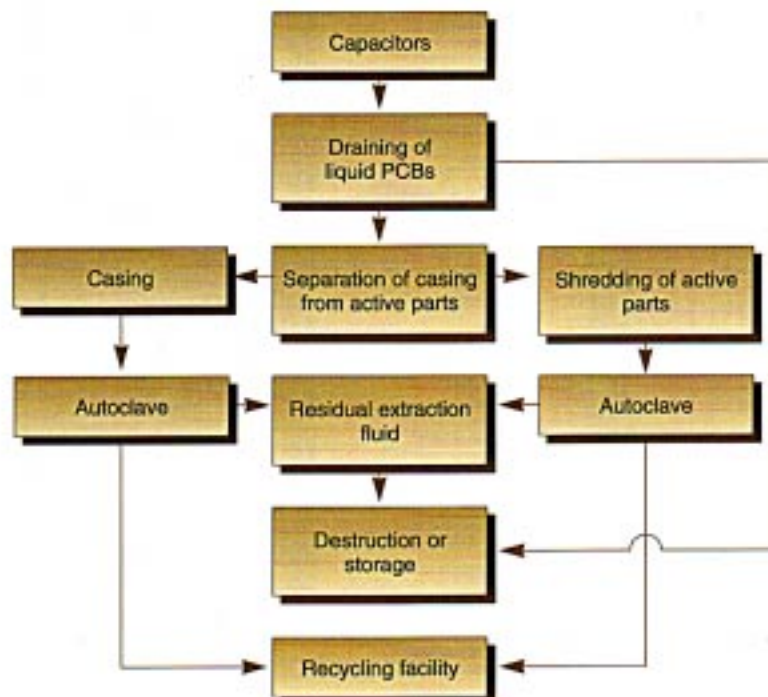 Capacitors
Draining of
liquid PCBs
Casing
Separation of casing
from active parts
Shredding of active
parts
Autoclave
Residual extraction
fluid
Autoclave
Destruction or
storage
Recycling facility